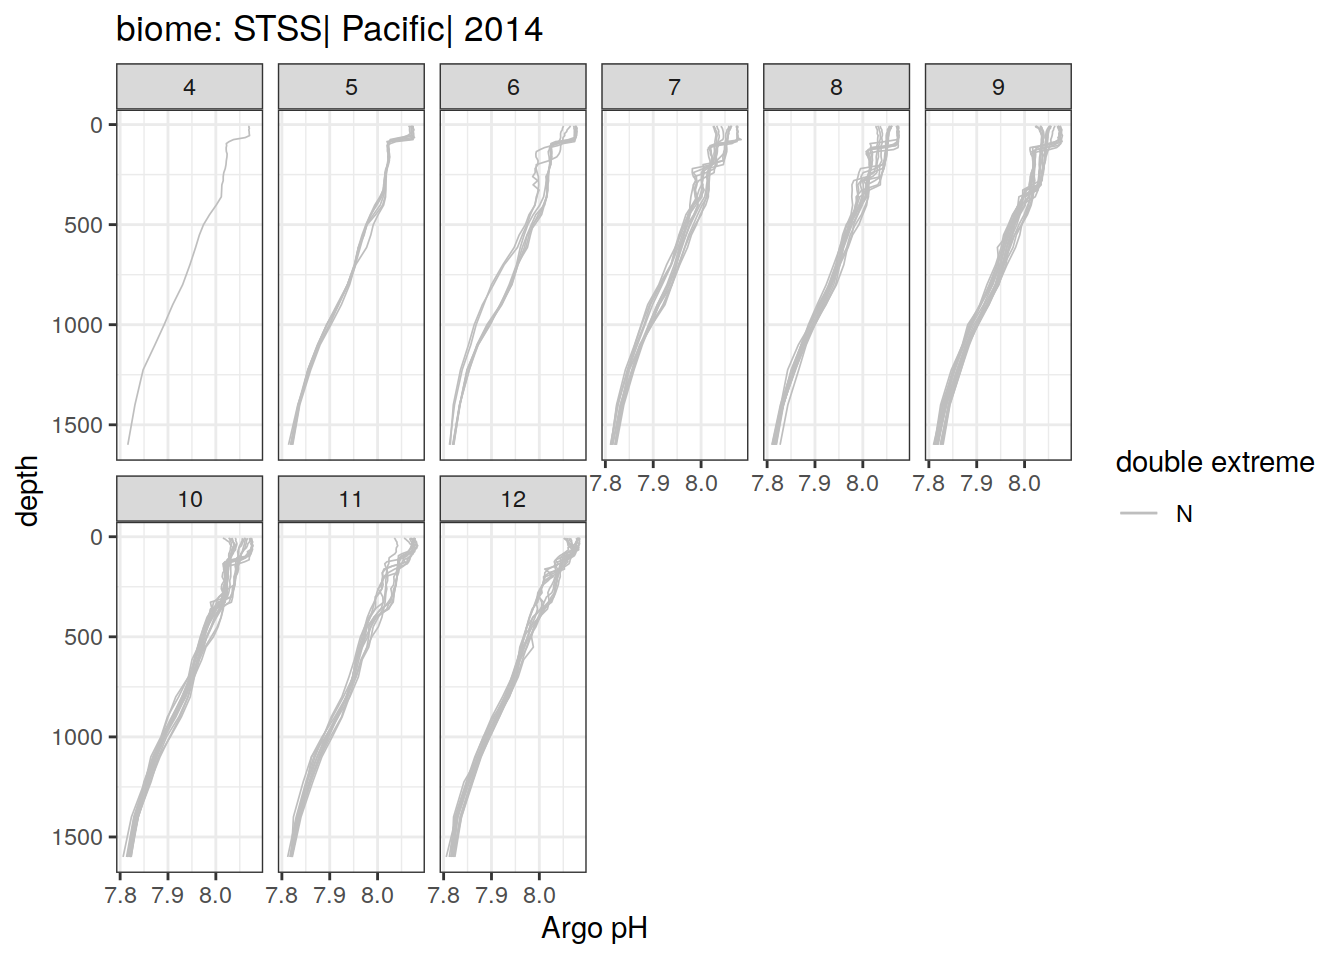 biome: STSS| Pacific| 2014
4 5 6 7 8 9
0
500
1000
1500
7.8 7.9 8.0 7.8 7.9 8.0 7.8 7.9 8.0
depth
double extreme
N
10 11 12
0
500
1000
1500
7.8 7.9 8.0 7.8 7.9 8.0 7.8 7.9 8.0
Argo pH